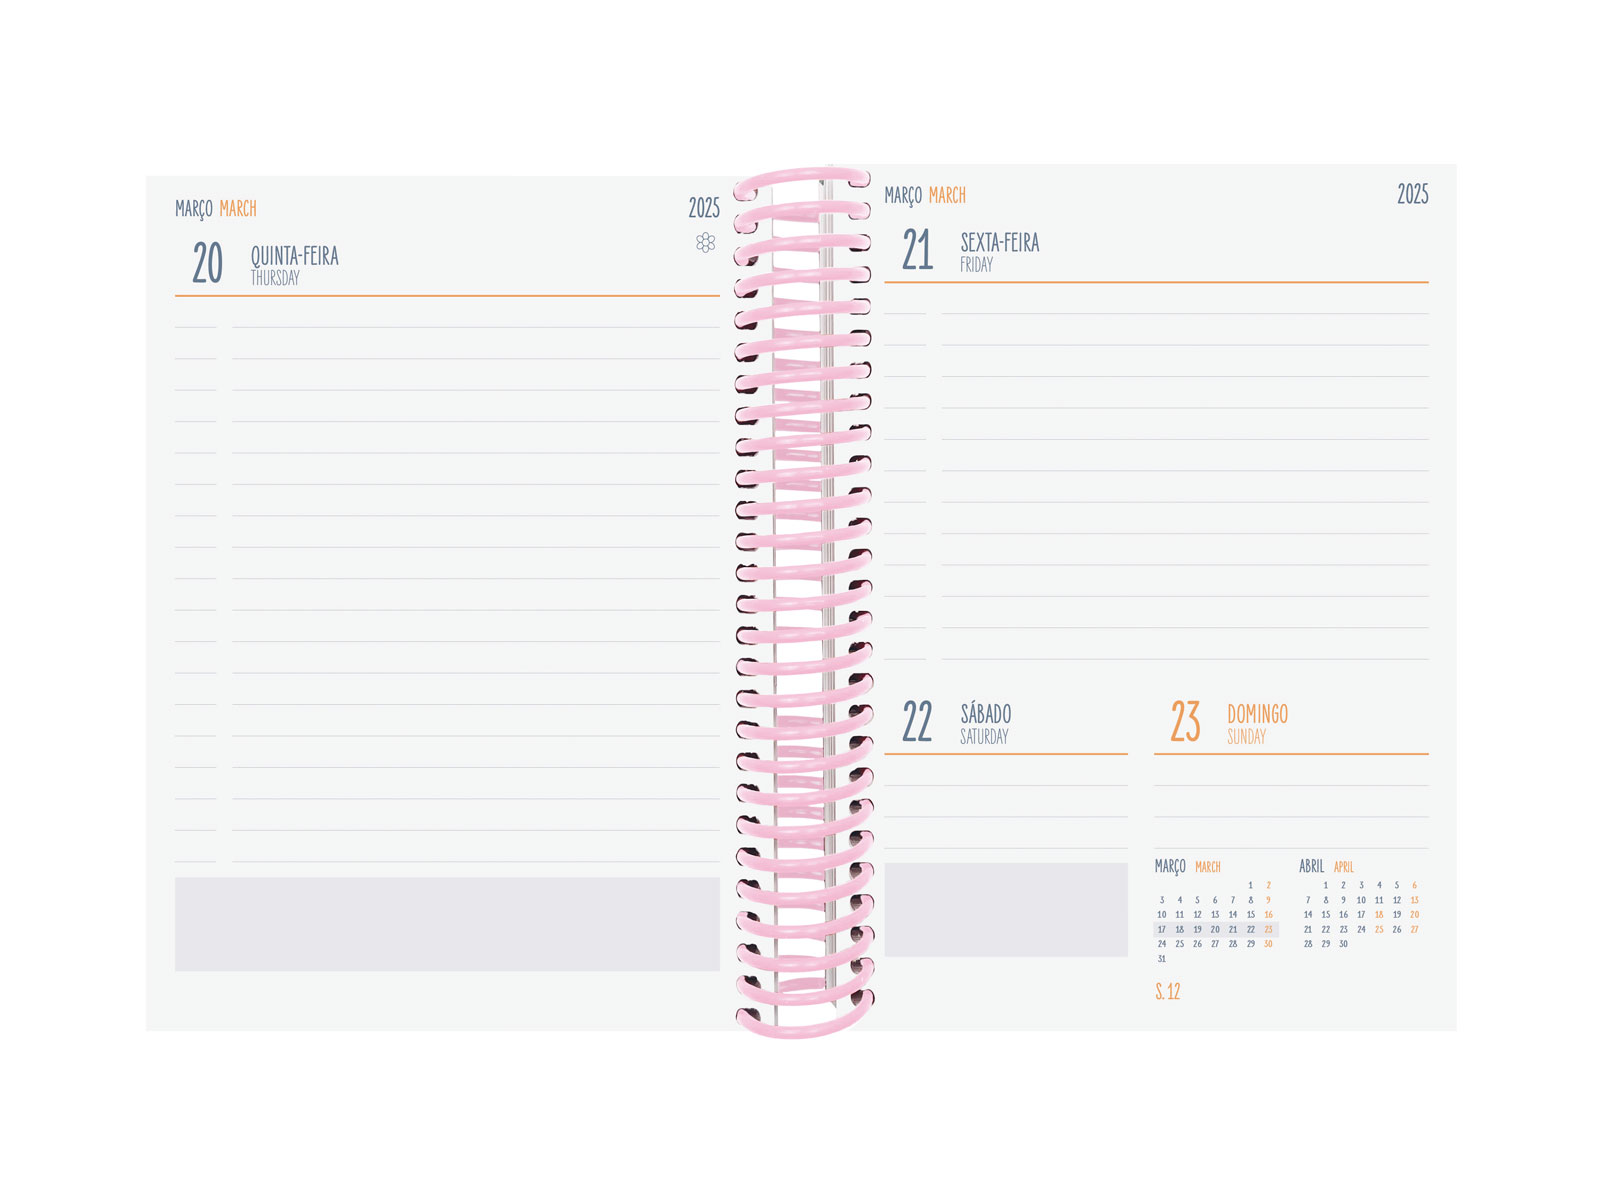 MARÇO MARCH 2025
20 QUINTA-FEIRA
THURSDAY
MARÇO MARCH 2025
21 SEXTA-FEIRA
FRIDAY
22 SÁBADO
SATURDAY
23 DOMINGO
SUNDAY
MARÇO MARCH
1 2
3 4 5 6 7 8 9
10 11 12 13 14 15 16
17 18 19 20 21 22 23
24 25 26 27 28 29 30
31
ABRIL APRIL
1 2 3 4 5 6
7 8 9 10 11 12 13
14 15 16 17 18 19 20
21 22 23 24 25 26 27
28 29 30
S. 12